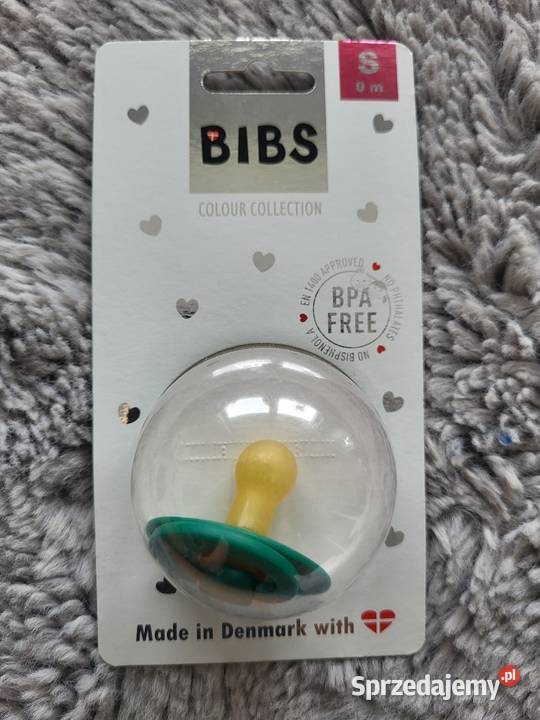 S
0 m
BIBS
COLOUR COLLECTION
EN 1400 APPROVED
NO PHTHALATES
NO BISPHENOL A
BPA
FREE
Made in Denmark with
Sprzedajemy.pl